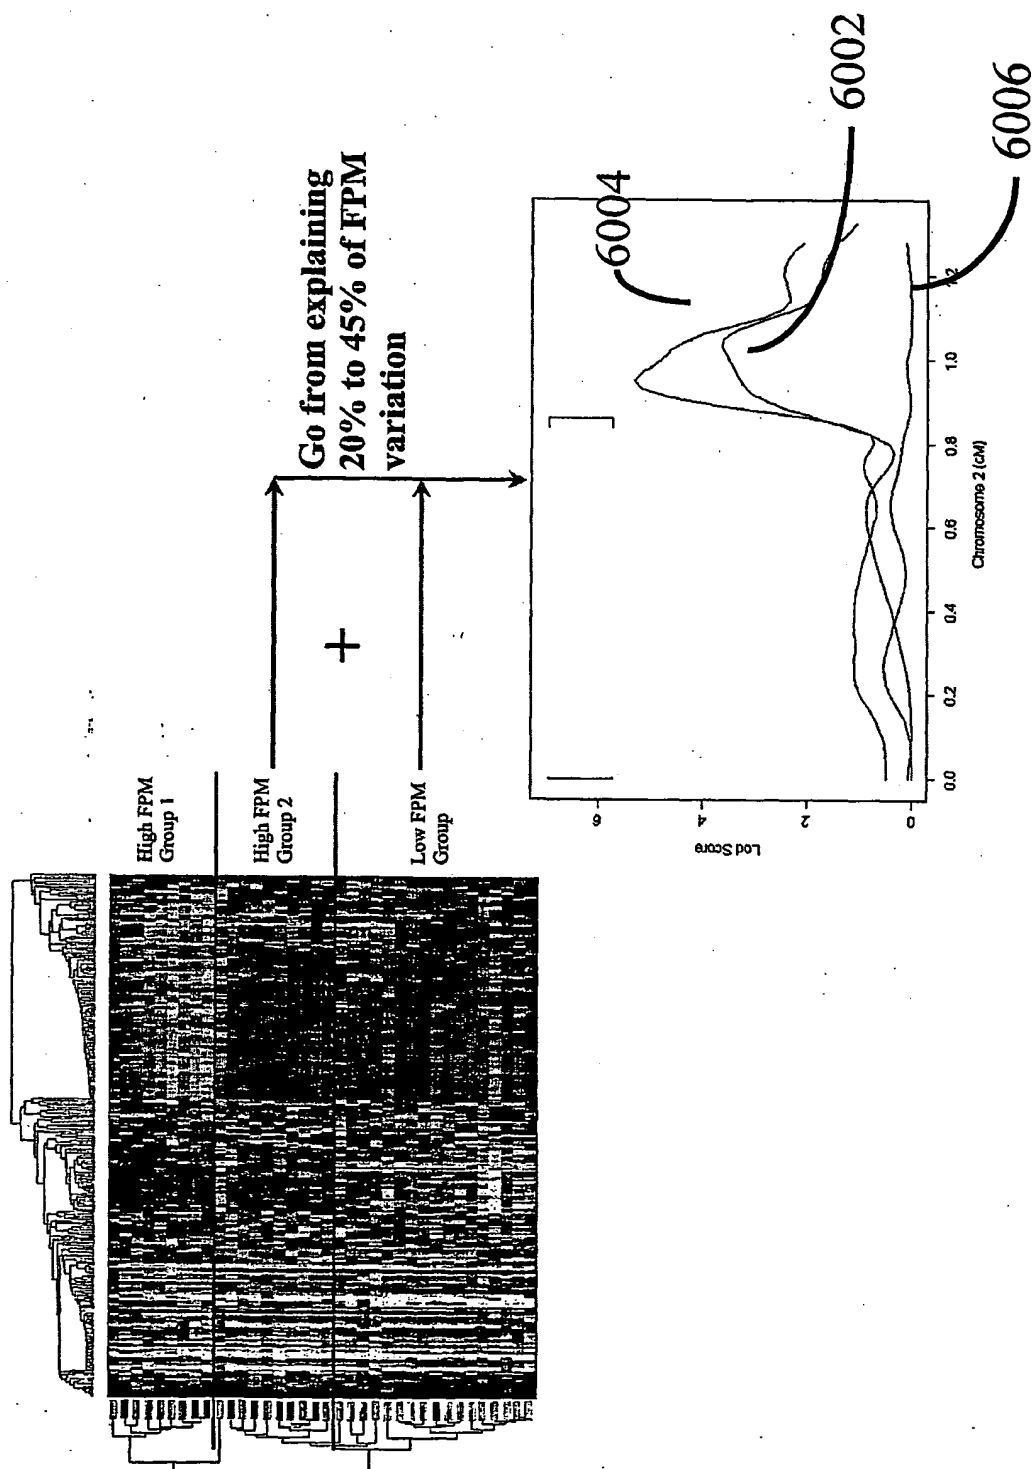 High FPM
Group 1
High FPM
Group 2
Low FPM
Group
+
Go from explaining
20% to 45% of FPM
variation
6004
6002
6006
Lod Score
6
4
2
0
0.0
0.2
0.4
0.6
0.8
1.0
1.2
Chromosome 2 (cM)